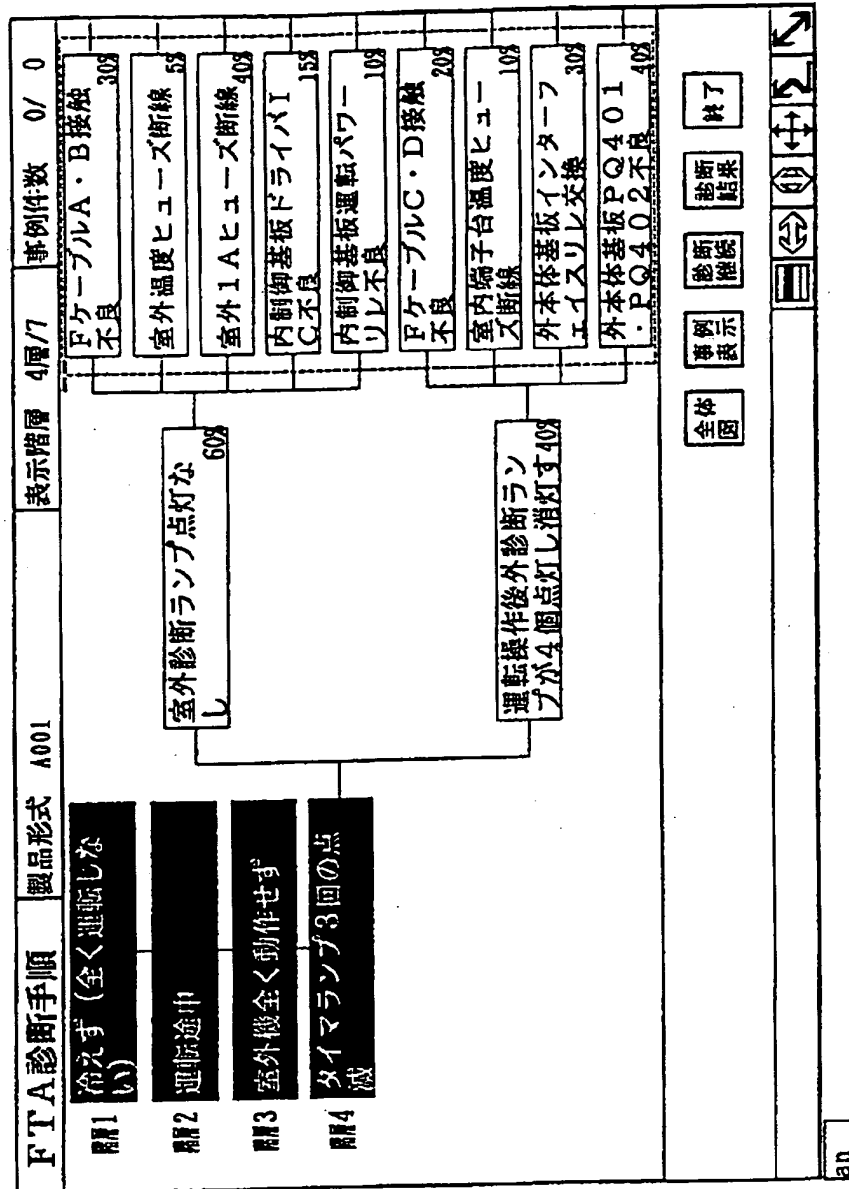 FTA診断手順
製品形式 A001
表示階層 4層/7
事例件数 0/ 0
階層1
冷えず（全く運転しな
い）
階層2
運転途中
階層3
室外機全く動作せず
階層4
タイマランプ3回の点
滅
室外診断ランプ点灯な
し
60%
運転操作後外診断ラン
プが4個点灯し消灯す
40%
FケーブルA・B接触
不良
30%
室外温度ヒューズ断線
5%
室外1Aヒューズ断線
40%
内制御基板ドライバI
C不良
15%
内制御基板運転パワー
リレ不良
10%
FケーブルC・D接触
不良
20%
室内端子台温度ヒュー
ズ断線
10%
外本体基板インターフ
ェイスリレ交換
30%
外本体基板PQ401
・PQ402不良
40%
全体
図
事例
表示
診断
継続
診断
結果
終了
an